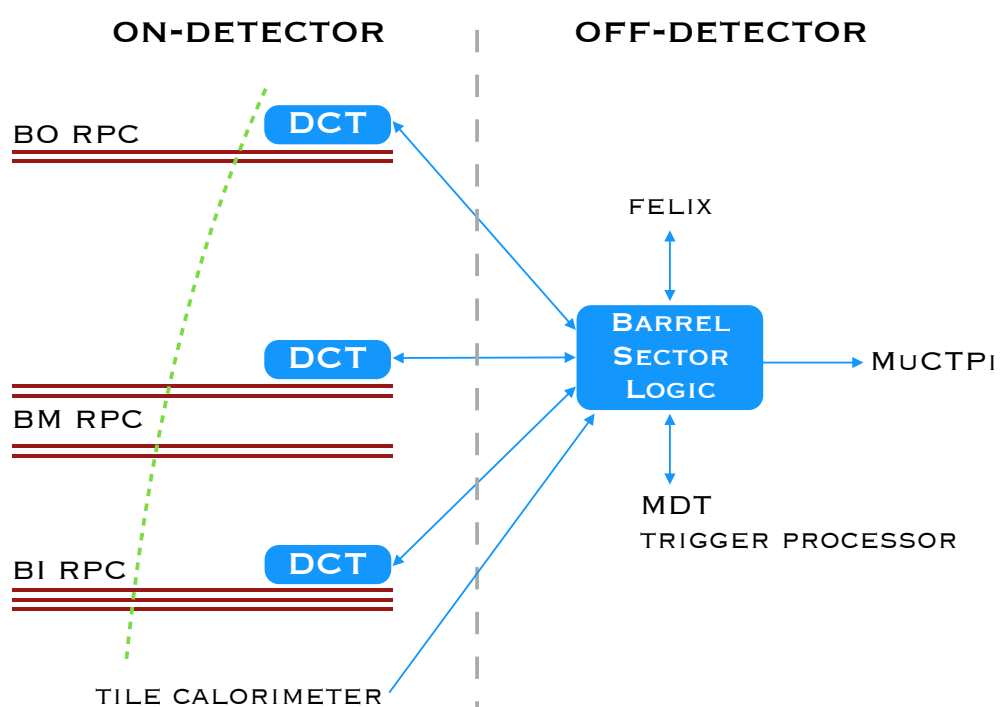 ON-DETECTOR
OFF-DETECTOR
BO RPC
DCT
FELIX
Barrel
Sector
Logic
MuCTPi
DCT
BM RPC
MDT
TRIGGER PROCESSOR
BI RPC
DCT
TILE CALORIMETER